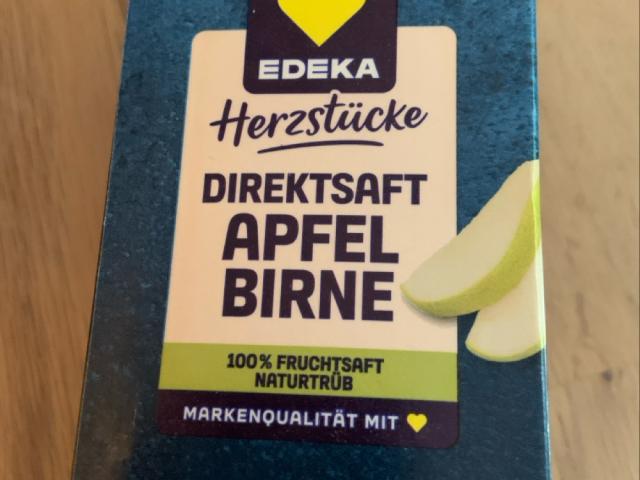 EDEKA
Herzstücke
DIREKTSAFT
APFEL
BIRNE
100% FRUCHTSAFT
NATURTRÜB
MARKENQUALITÄT MIT